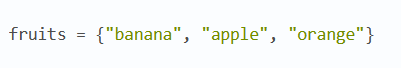 fruits = {"banana", "apple", "orange"}